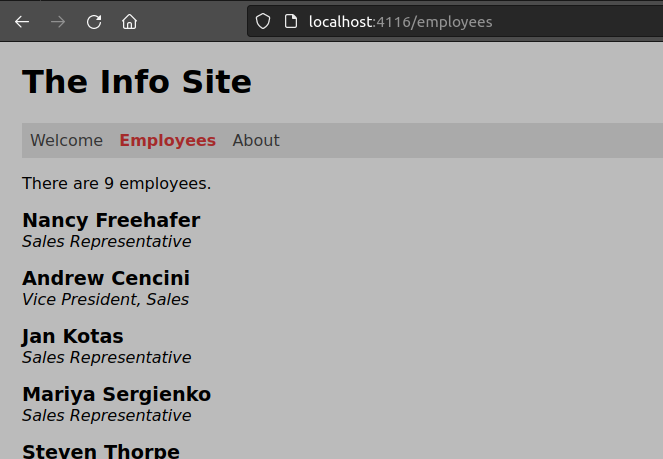 localhost:4116/employees
The Info Site
Welcome Employees About
There are 9 employees.
Nancy Freehafer
Sales Representative
Andrew Cencini
Vice President, Sales
Jan Kotas
Sales Representative
Mariya Sergienko
Sales Representative
Steven Thorpe